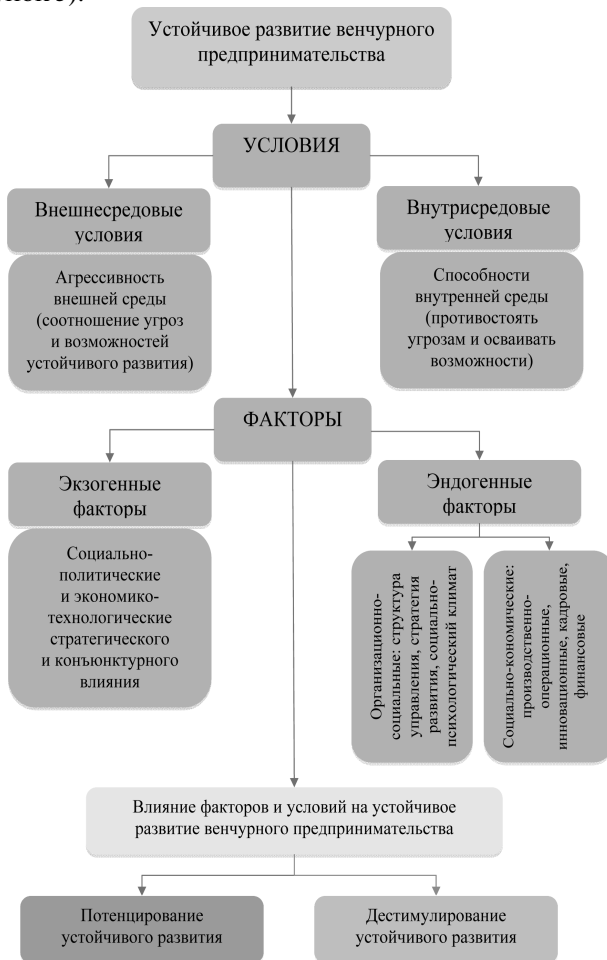 Устойчивое развитие венчурного
предпринимательства
УСЛОВИЯ
Внешнесредовые
условия
Внутрисредовые
условия
Агрессивность
внешней среды
(соотношение угроз
и возможностей
устойчивого развития)
Способности
внутренней среды
(противостоять
угрозам и осваивать
возможности)
ФАКТОРЫ
Экзогенные
факторы
Эндогенные
факторы
Социально-
политические
и экономико-
технологические
стратегического
и конъюнктурного
влияния
Организационно-
социальные: структура
управления, стратегия
развития, социально-
психологический климат
Социально-кономические:
производственно-
операционные,
инновационные, кадровые,
финансовые
Влияние факторов и условий на устойчивое
развитие венчурного предпринимательства
Потенцирование
устойчивого развития
Дестимулирование
устойчивого развития